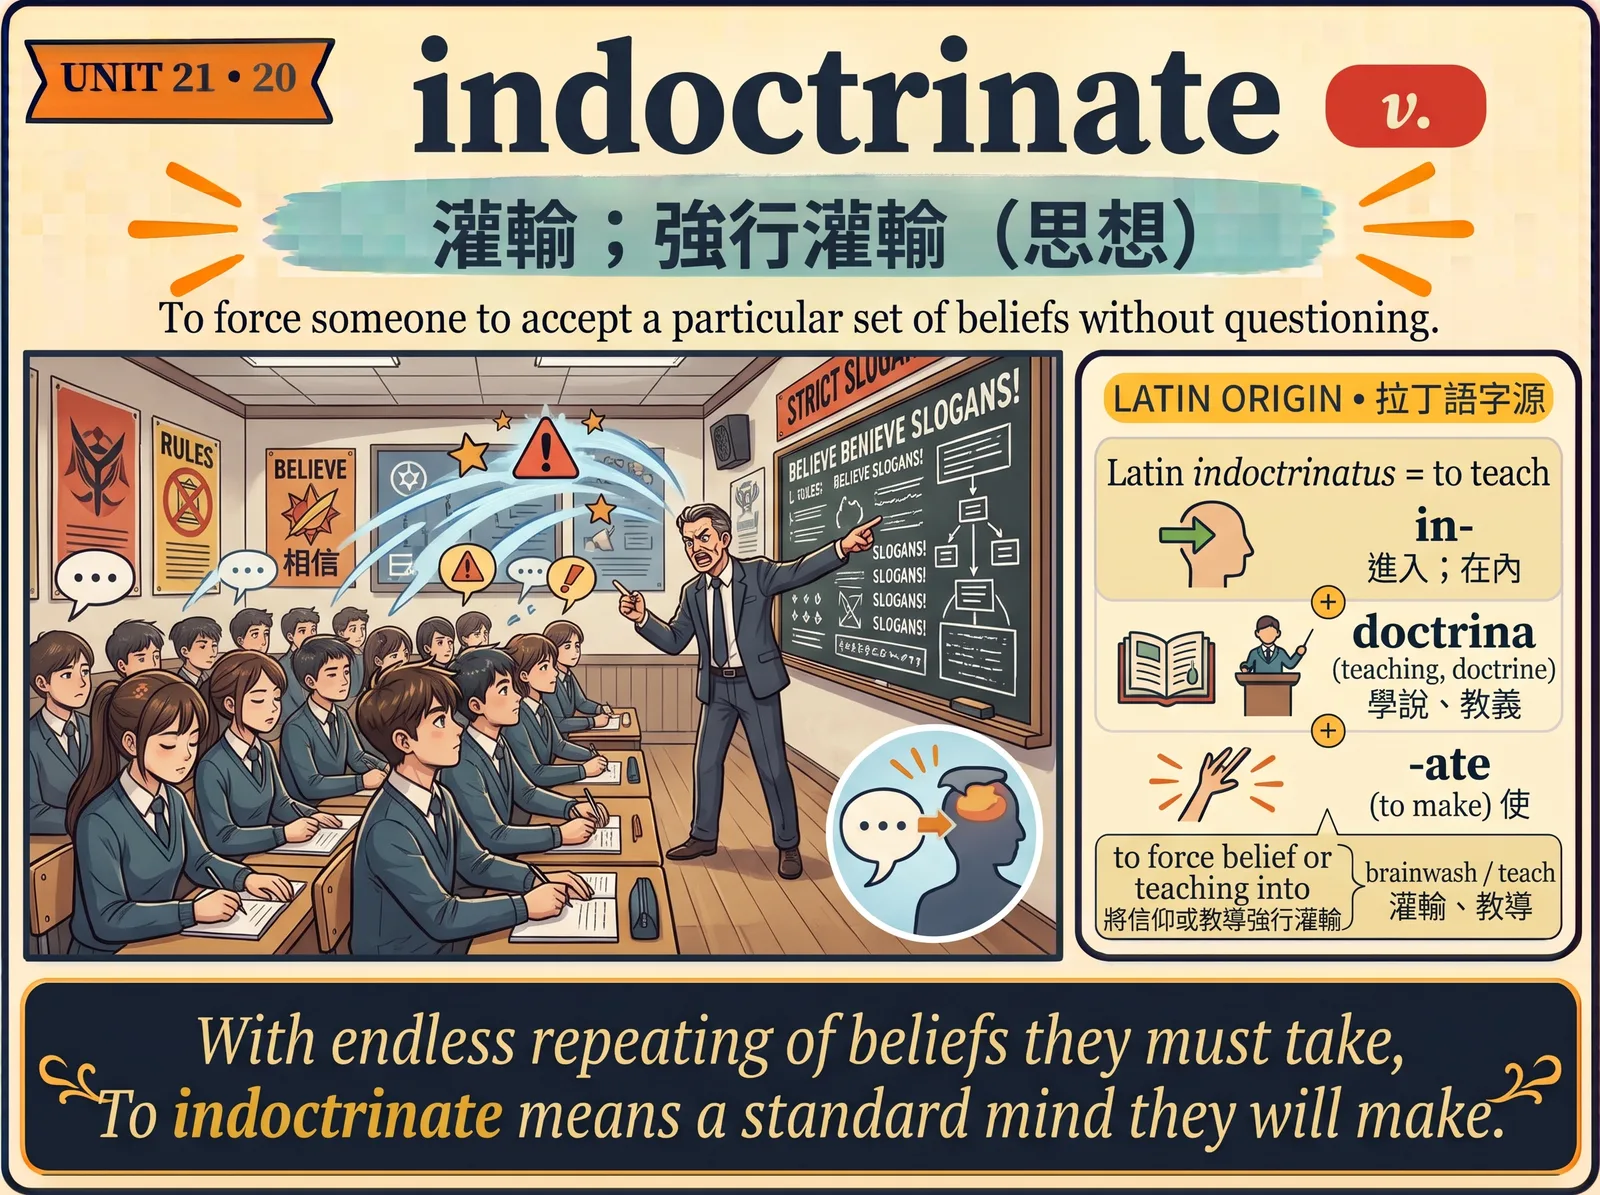 UNIT 21 • 20
indoctrinate
v.
灌輸；強行灌輸（思想）
To force someone to accept a particular set of beliefs without questioning.
RULES
BELIEVE
相信
STRICT SLOGAN
BELIEVE BENIEVE SLOGANS!
BELIEVE SLOGANS!
SLOGANS!
SLOGANS!
SLOGANS!
SLOGANS!
LATIN ORIGIN • 拉丁語字源
Latin indoctrinatus = to teach
in-
進入；在內
+
doctrina
(teaching, doctrine)
學說、教義
+
-ate
(to make) 使
to force belief or
teaching into
將信仰或教導強行灌輸
brainwash / teach
灌輸、教導
With endless repeating of beliefs they must take,
To indoctrinate means a standard mind they will make.